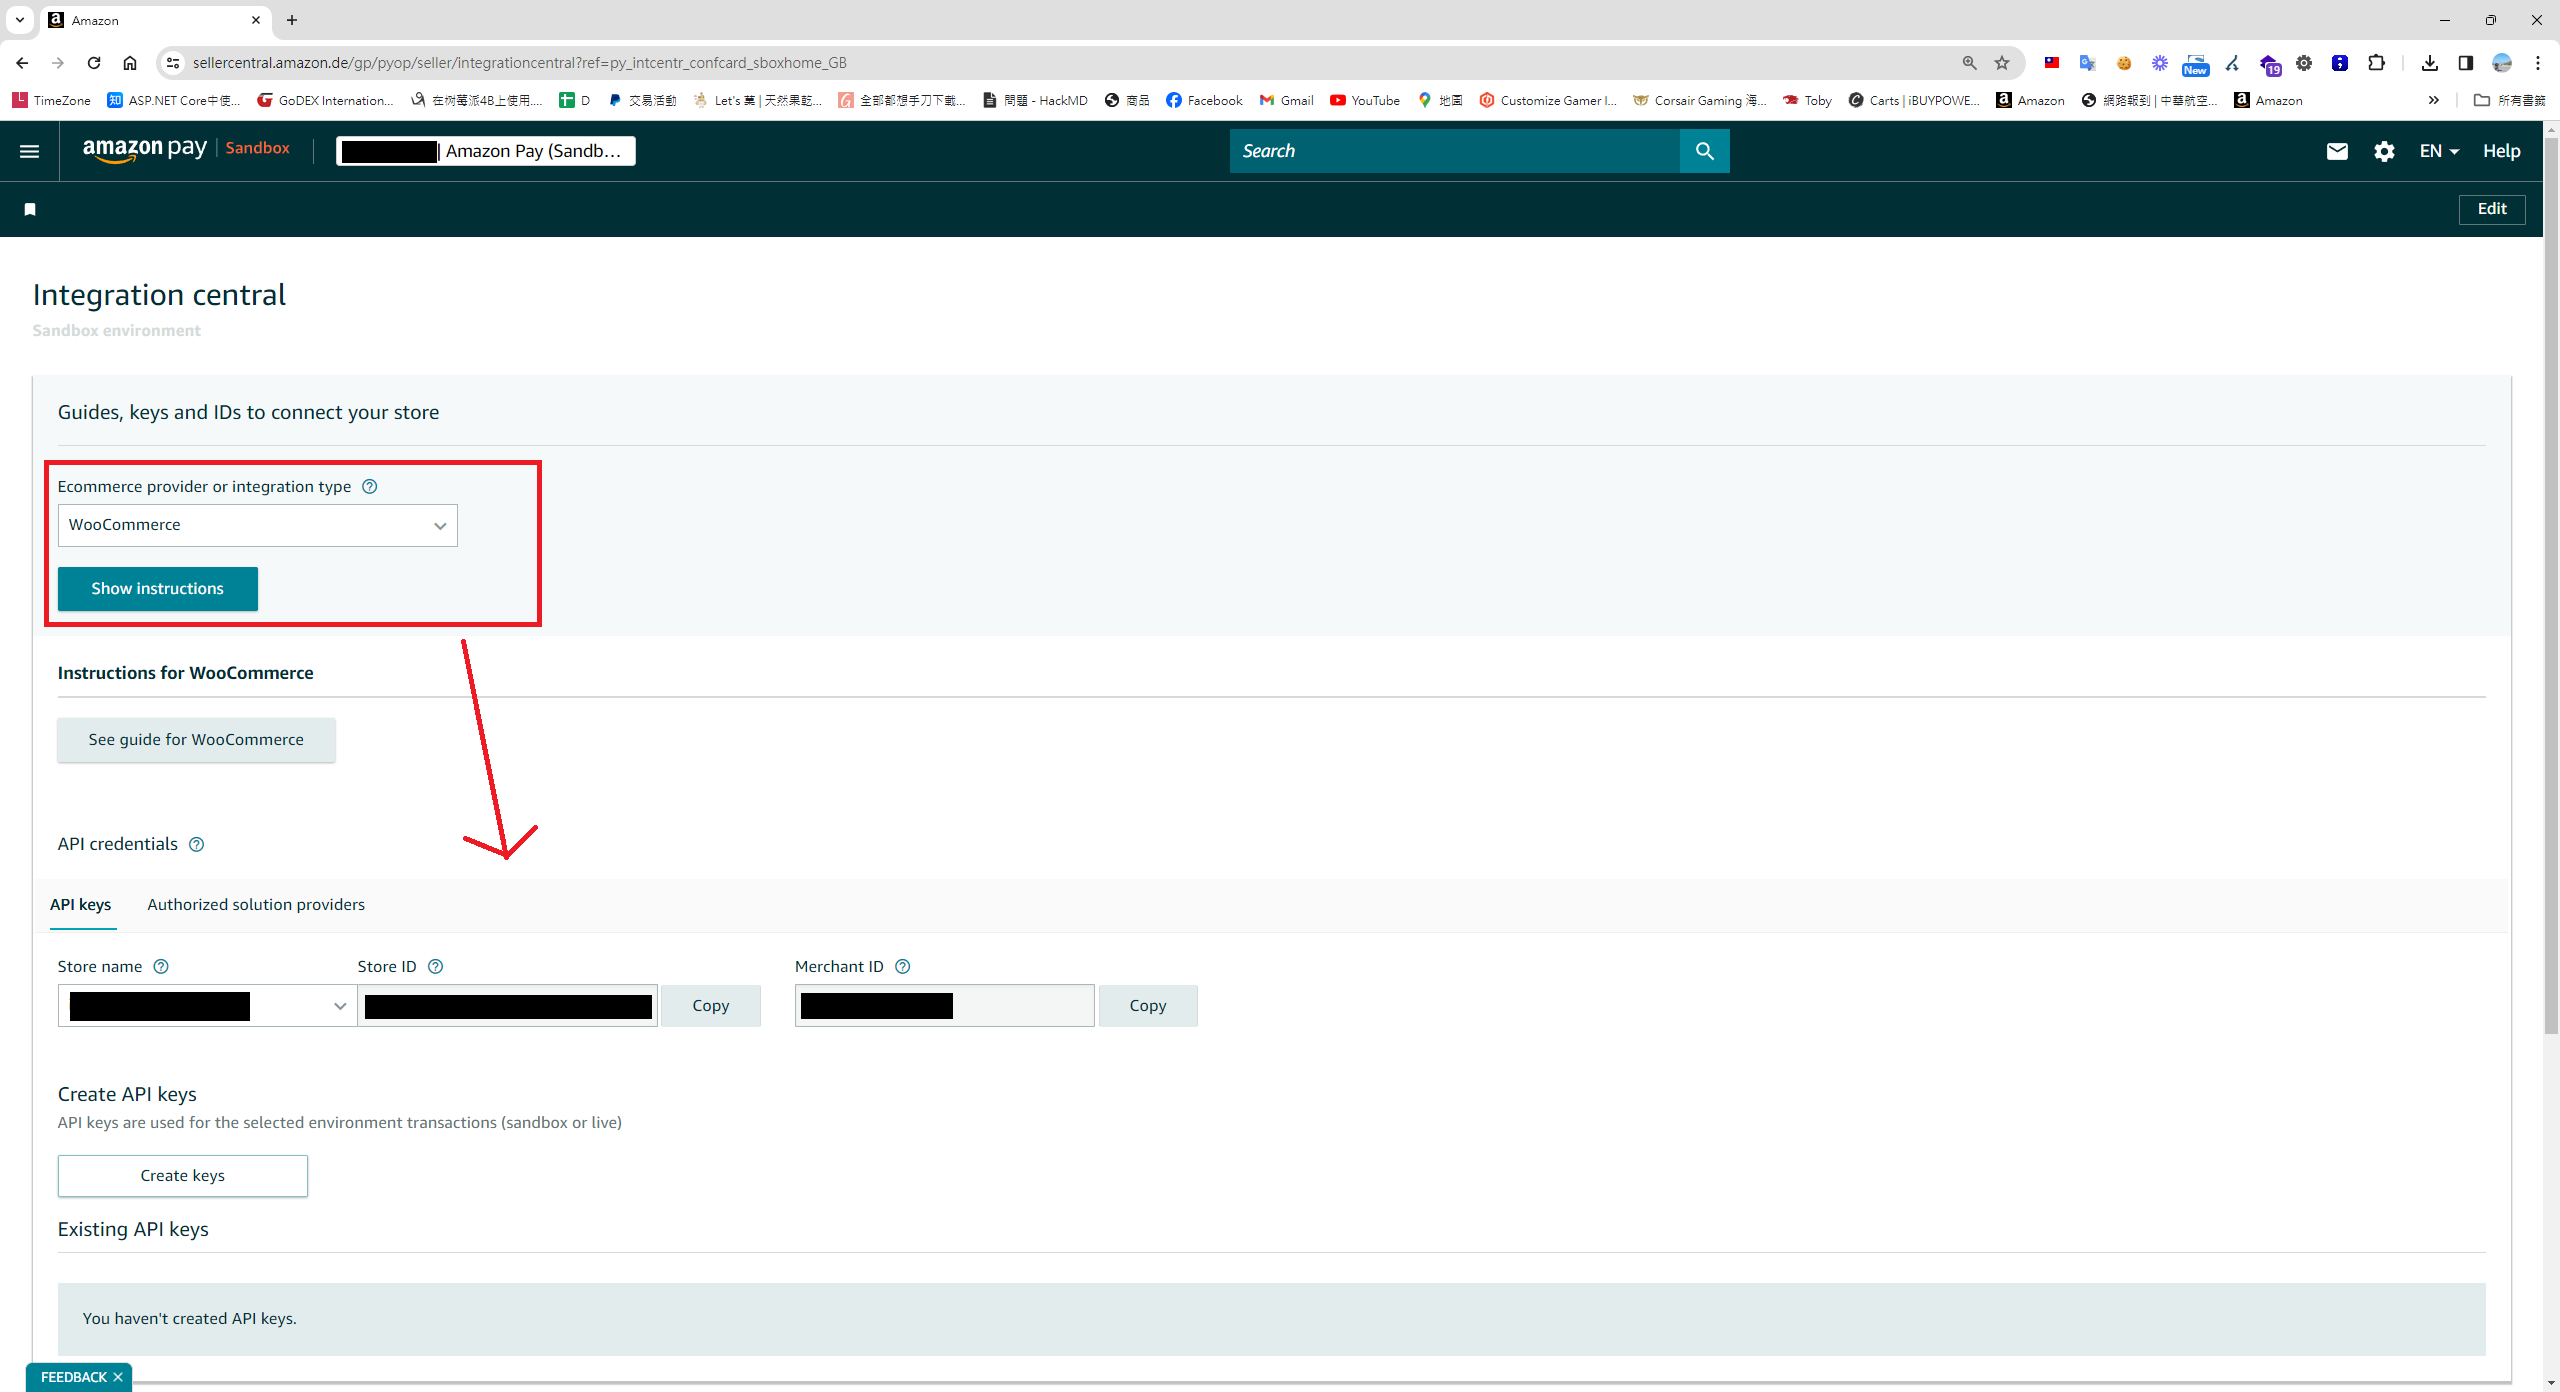 Amazon
sellercentral.amazon.de/gp/pyop/seller/integrationcentral?ref=py_intcentr_confcard_sboxhome_GB
New
19
TimeZone ASP.NET Core中使... GoDEX Internation... 在树莓派4B上使用.... D 交易活動 Let's 菓 | 天然果乾... 全部都想手刀下載... 問題 - HackMD 商品 Facebook Gmail YouTube 地圖 Customize Gamer I... Corsair Gaming 海... Toby Carts | iBUYPOWE... Amazon 網路報到 | 中華航空... Amazon » 所有書籤
amazon pay Sandbox | Amazon Pay (Sandb... Search EN Help
Edit
Integration central
Sandbox environment
Guides, keys and IDs to connect your store
Ecommerce provider or integration type
WooCommerce
Show instructions
Instructions for WooCommerce
See guide for WooCommerce
API credentials
API keys Authorized solution providers
Store name Store ID Merchant ID
Copy Copy
Create API keys
API keys are used for the selected environment transactions (sandbox or live)
Create keys
Existing API keys
You haven't created API keys.
FEEDBACK